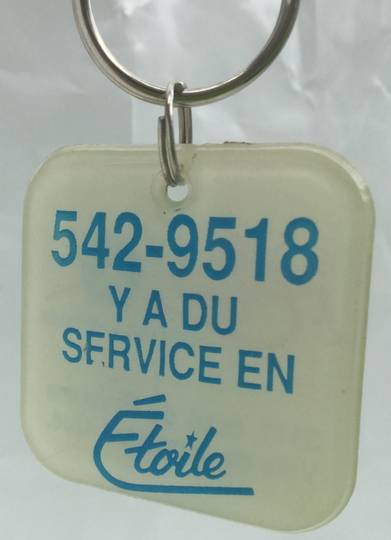 542-9518
Y A DU
SERVICE EN
Étoile